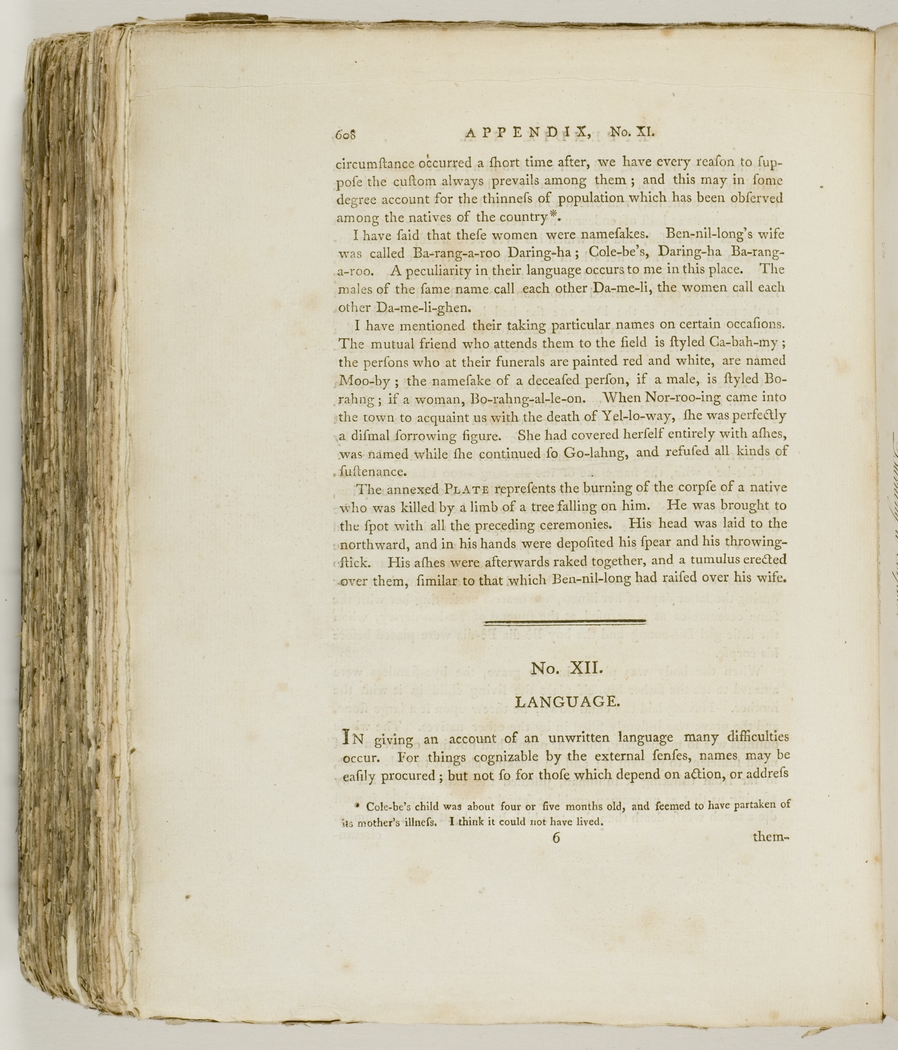 608 APPENDIX, No. XI.
circumſtance occurred a ſhort time after, we have every reaſon to ſup-
poſe the cuſtom always prevails among them ; and this may in ſome
degree account for the thinneſs of population which has been obſerved
among the natives of the country*.
I have ſaid that theſe women were nameſakes. Ben-nil-long's wife
was called Ba-rang-a-roo Daring-ha ; Cole-be's, Daring-ha Ba-rang-
a-roo. A peculiarity in their language occurs to me in this place. The
males of the ſame name call each other Da-me-li, the women call each
other Da-me-li-ghen.
I have mentioned their taking particular names on certain occaſions.
The mutual friend who attends them to the field is ſtyled Ca-bah-my ;
the perſons who at their funerals are painted red and white, are named
Moo-by ; the nameſake of a deceaſed perſon, if a male, is ſtyled Bo-
rahng ; if a woman, Bo-rahng-al-le-on. When Nor-roo-ing came into
the town to acquaint us with the death of Yel-lo-way, ſhe was perfectly
a diſmal ſorrowing figure. She had covered herſelf entirely with aſhes,
was named while ſhe continued ſo Go-lahng, and refuſed all kinds of
ſuſtenance.
The annexed PLATE repreſents the burning of the corpſe of a native
who was killed by a limb of a tree falling on him. He was brought to
the ſpot with all the preceding ceremonies. His head was laid to the
northward, and in his hands were depoſited his ſpear and his throwing-
ſtick. His aſhes were afterwards raked together, and a tumulus erected
over them, ſimilar to that which Ben-nil-long had raiſed over his wife.
No. XII.
LANGUAGE.
IN giving an account of an unwritten language many difficulties
occur. For things cognizable by the external ſenſes, names may be
eaſily procured ; but not ſo for thoſe which depend on action, or addreſs
* Cole-be's child was about four or five months old, and ſeemed to have partaken of
its mother's illneſs. I think it could not have lived.
6 them-